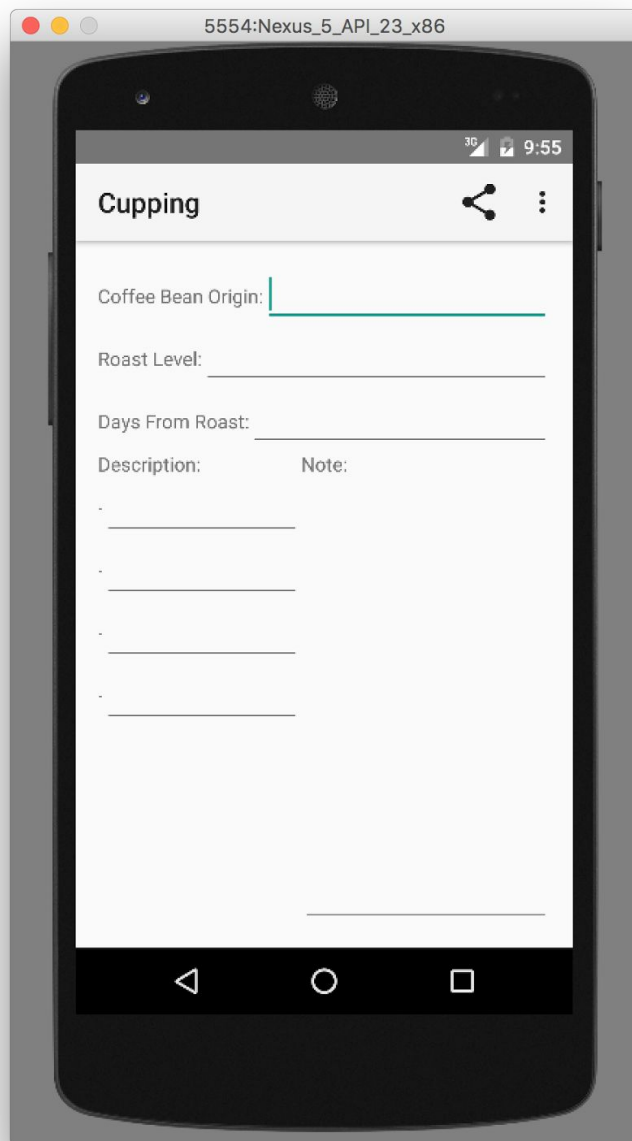 5554:Nexus_5_API_23_x86
3G 9:55
Cupping
Coffee Bean Origin:
Roast Level:
Days From Roast:
Description: Note:
-
-
-
-